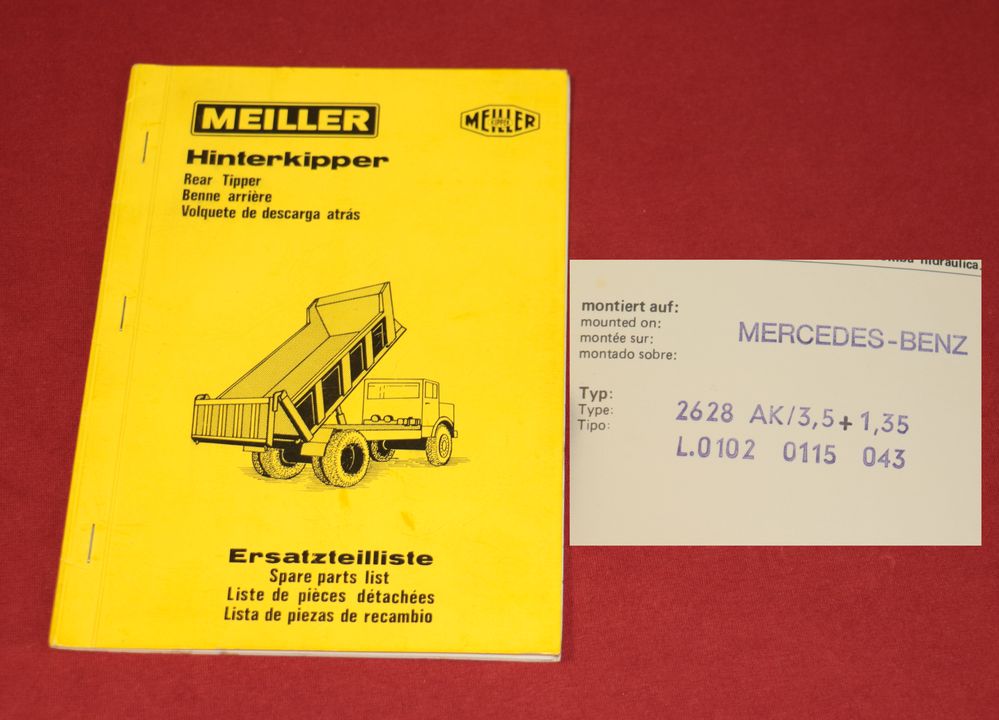 MEILLER
MEILLER
KIPPER
Hinterkipper
Rear Tipper
Benne arrière
Volquete de descarga atrás
Ersatzteilliste
Spare parts list
Liste de pièces détachées
Lista de piezas de recambio
hidráulica.
montiert auf:
mounted on:
montée sur:
montado sobre:
MERCEDES-BENZ
Typ:
Type:
Tipo:
2628 AK/3,5+1,35
L.0102 0115 043